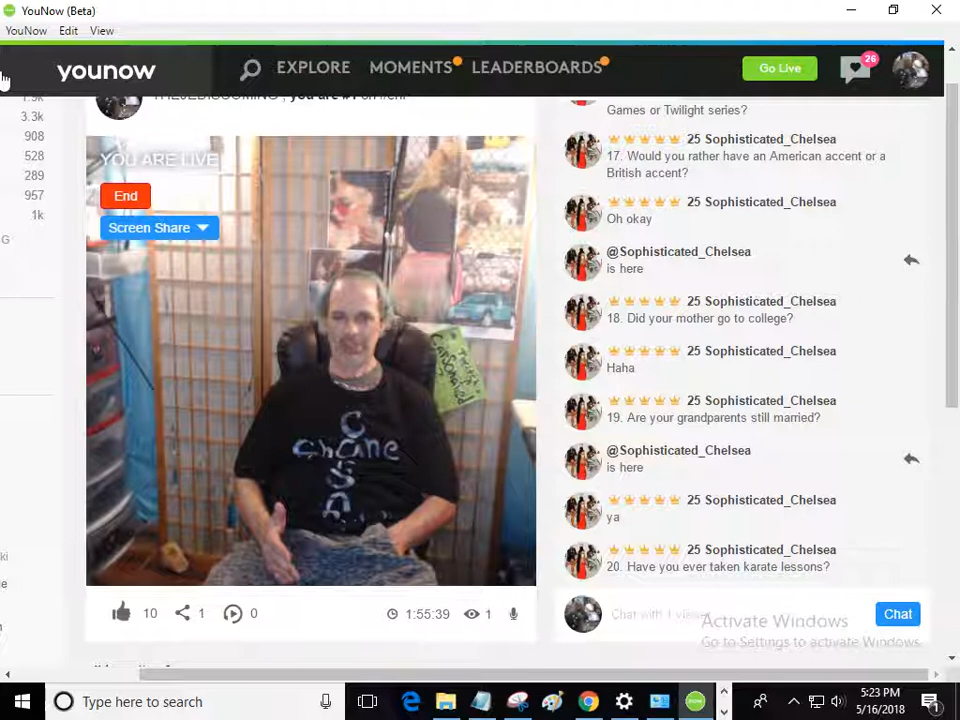 YouNow (Beta)
YouNow Edit View
younow EXPLORE MOMENTS LEADERBOARDS Go Live 26
3.3k
908
528
289
957
1k
G
YOU ARE LIVE
End
Screen Share
10 1 0 1:55:39 1
Games or Twilight series?
25 Sophisticated_Chelsea
17. Would you rather have an American accent or a
British accent?
25 Sophisticated_Chelsea
Oh okay
@Sophisticated_Chelsea
is here
25 Sophisticated_Chelsea
18. Did your mother go to college?
25 Sophisticated_Chelsea
Haha
25 Sophisticated_Chelsea
19. Are your grandparents still married?
@Sophisticated_Chelsea
is here
25 Sophisticated_Chelsea
ya
25 Sophisticated_Chelsea
20. Have you ever taken karate lessons?
Chat with 1 viewer
Chat
Activate Windows
Go to Settings to activate Windows.
Type here to search
5:23 PM
5/16/2018
1